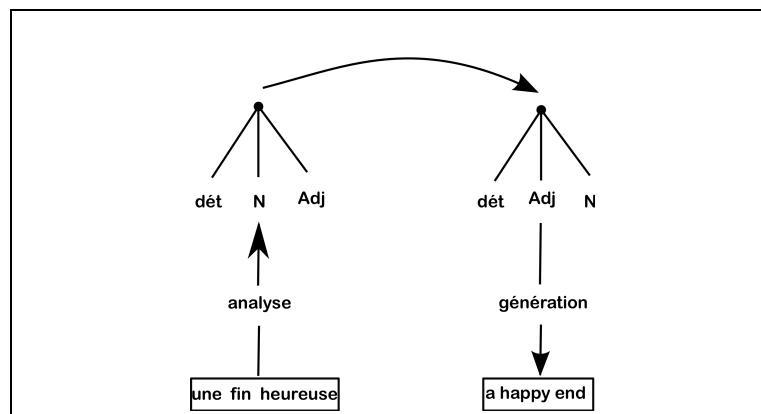 dét N Adj
dét Adj N
analyse
génération
une fin heureuse
a happy end